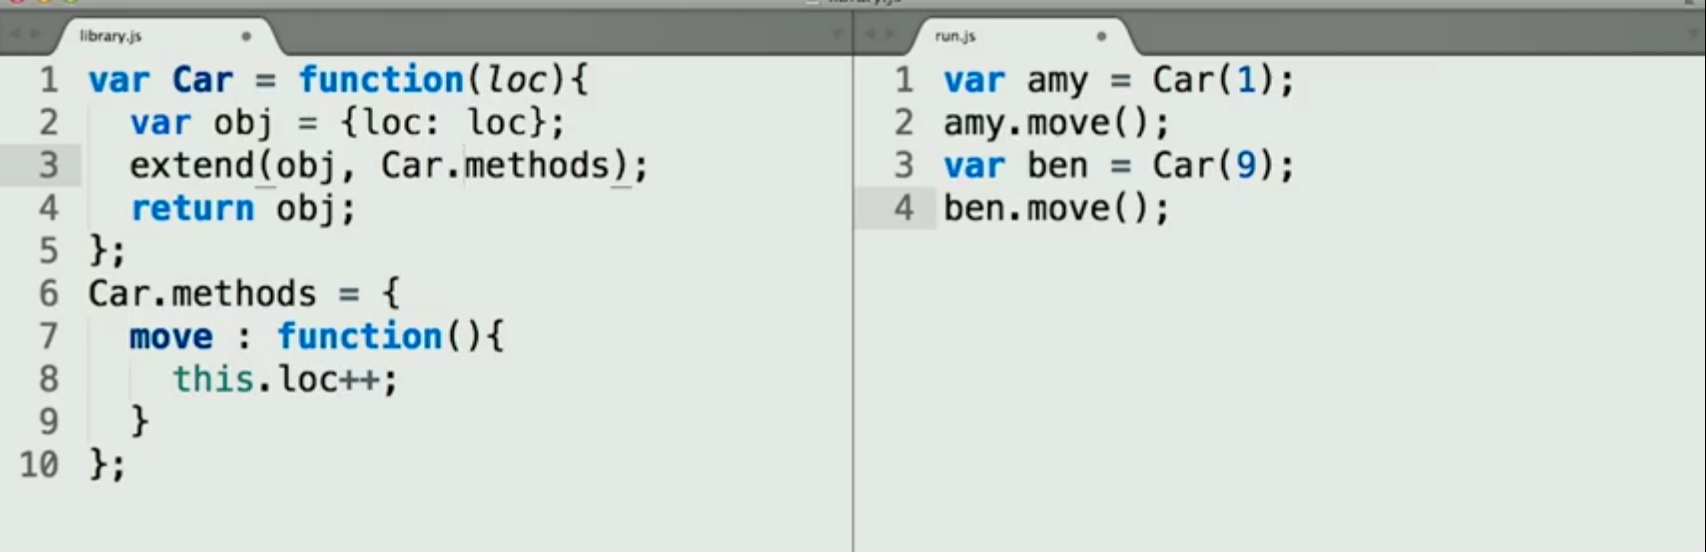 library.js
1 var Car = function(loc){
2 var obj = {loc: loc};
3 extend(obj, Car.methods);
4 return obj;
5 };
6 Car.methods = {
7 move : function(){
8 this.loc++;
9 }
10 };
run.js
1 var amy = Car(1);
2 amy.move();
3 var ben = Car(9);
4 ben.move();